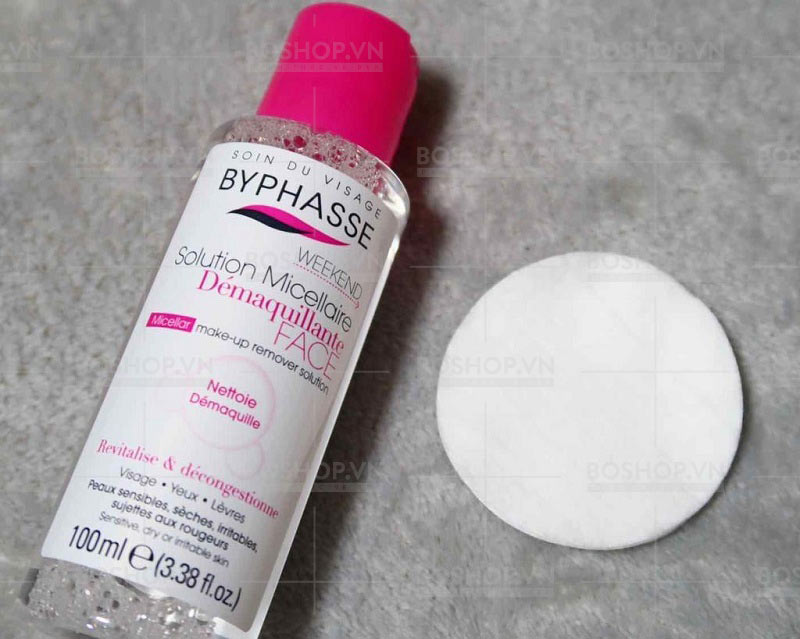 SOIN DU VISAGE
BYPHASSE
WEEKEND
Solution Micellaire
Démaquillante
FACE
Micellar make-up remover solution
Nettoie
Démaquille
Revitalise & décongestionne
Visage • Yeux • Lèvres
Peaux sensibles, sèches, irritables,
sujettes aux rougeurs
Sensitive, dry or irritable skin
100ml e (3.38 fl.oz.)
BOSHOP.VN